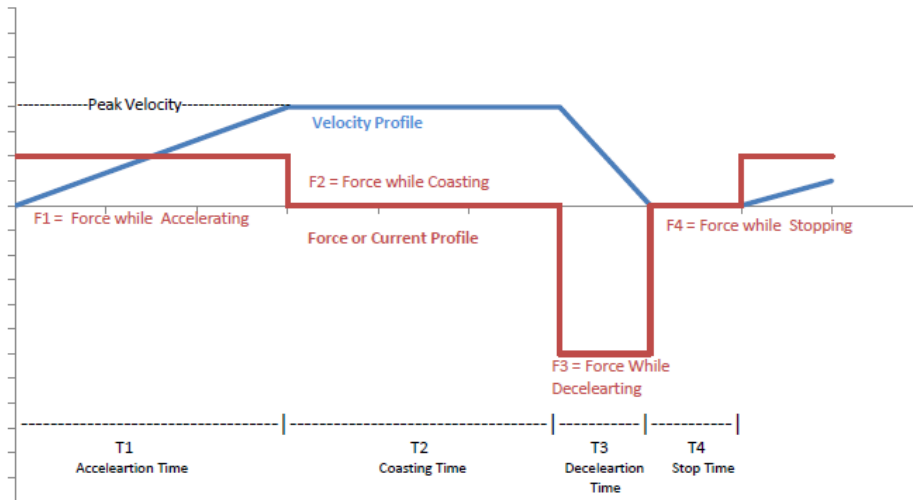 Peak Velocity
Velocity Profile
F2 = Force while Coasting
F1 = Force while Accelerating
Force or Current Profile
F4 = Force while Stopping
F3 = Force While
Decelearting
T1
Acceleartion Time
T2
Coasting Time
T3
Deceleartion
Time
T4
Stop Time